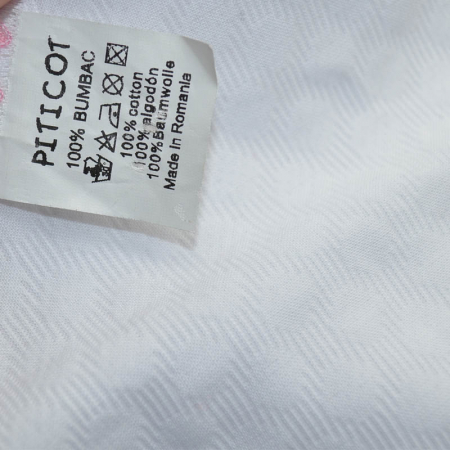 PITICOT
100% BUMBAC
100% cotton
100% algodón
100% Baumwolle
Made in Romania